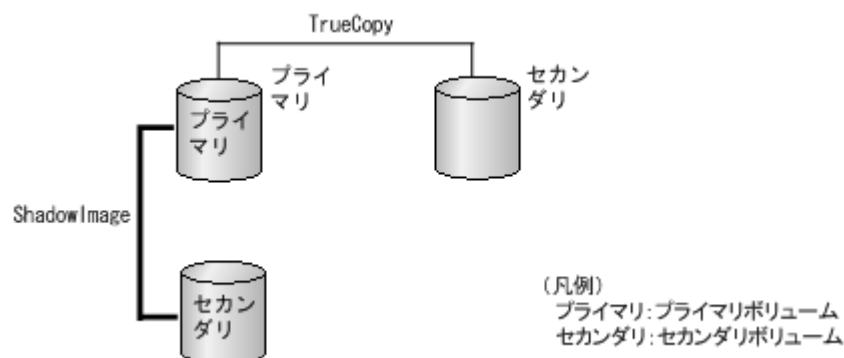 TrueCopy
プライ
マリ
プライ
マリ
セカン
ダリ
ShadowImage
セカン
ダリ
(凡例)
プライマリ:プライマリボリューム
セカンダリ:セカンダリボリューム